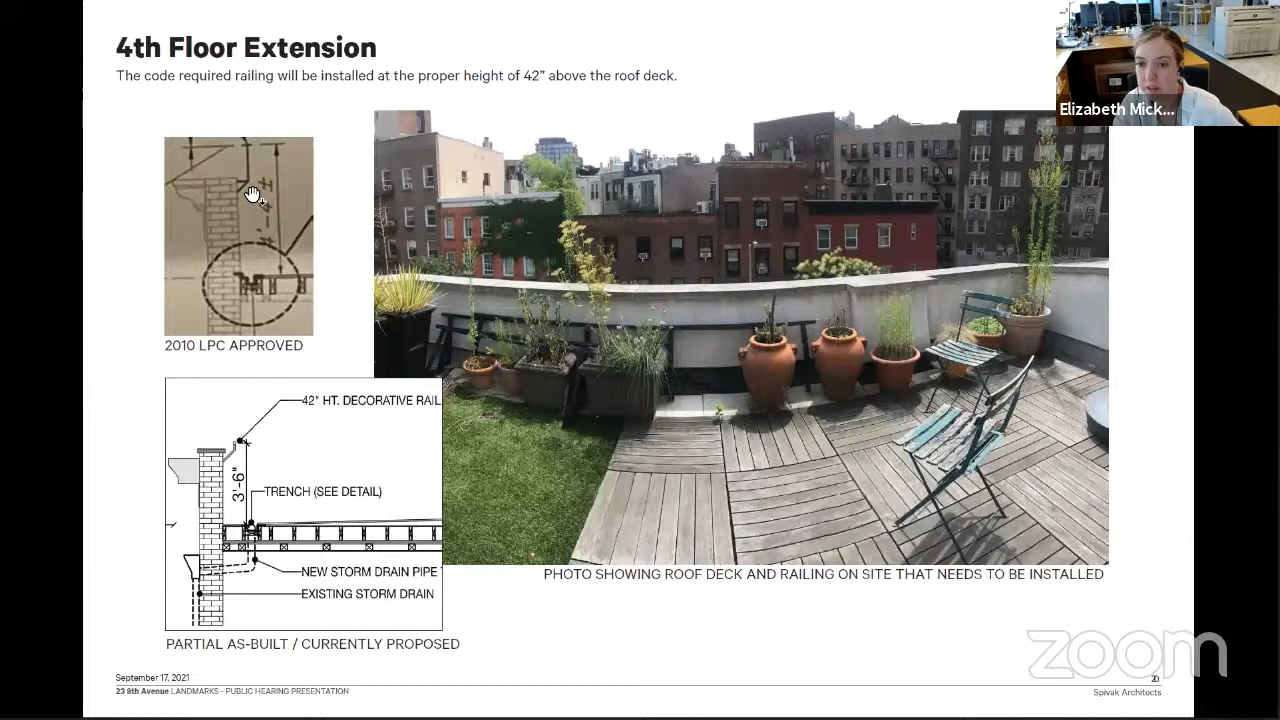 4th Floor Extension
The code required railing will be installed at the proper height of 42” above the roof deck.
Elizabeth Mick...
2010 LPC APPROVED
42" HT. DECORATIVE RAIL
3'-6"
TRENCH (SEE DETAIL)
NEW STORM DRAIN PIPE
EXISTING STORM DRAIN
PHOTO SHOWING ROOF DECK AND RAILING ON SITE THAT NEEDS TO BE INSTALLED
PARTIAL AS-BUILT / CURRENTLY PROPOSED
zoom
September 17, 2021
20
23 8th Avenue LANDMARKS - PUBLIC HEARING PRESENTATION
Spivak Architects